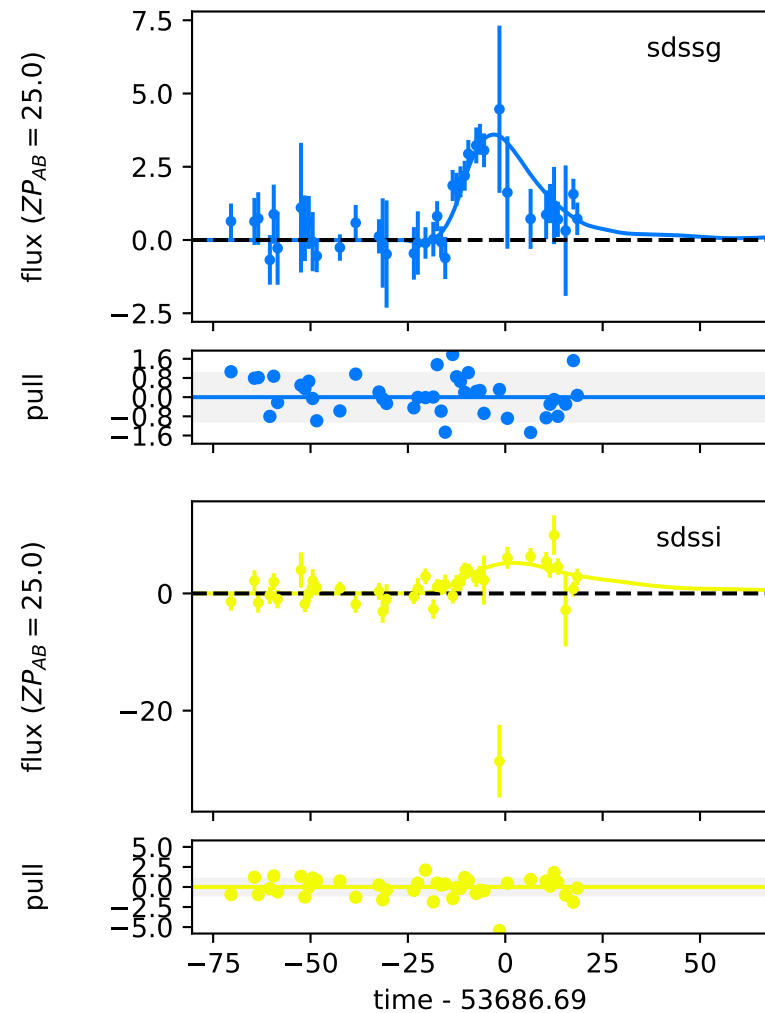 7.5
5.0
2.5
0.0
−2.5
flux (ZP_AB = 25.0)
sdssg
1.6
0.8
0.0
−0.8
−1.6
pull
0
−20
flux (ZP_AB = 25.0)
sdssi
5.0
2.5
0.0
−2.5
−5.0
pull
−75 −50 −25 0 25 50
time - 53686.69